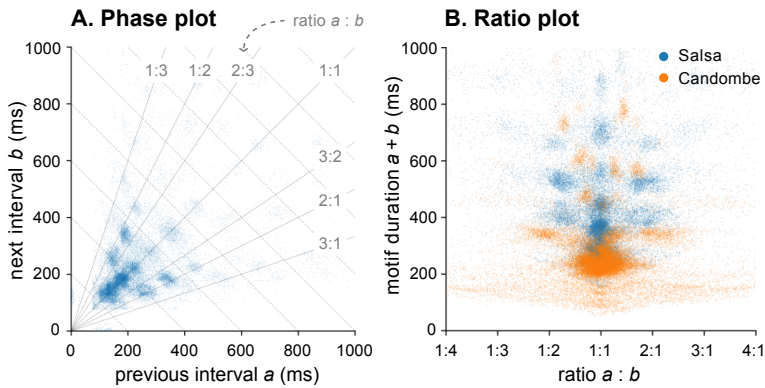 A. Phase plot
ratio a : b
1:3
1:2
2:3
1:1
3:2
2:1
3:1
1000
800
600
400
200
0
next interval b (ms)
0 200 400 600 800 1000
previous interval a (ms)
B. Ratio plot
Salsa
Candombe
1000
800
600
400
200
0
motif duration a + b (ms)
1:4 1:3 1:2 1:1 2:1 3:1 4:1
ratio a : b